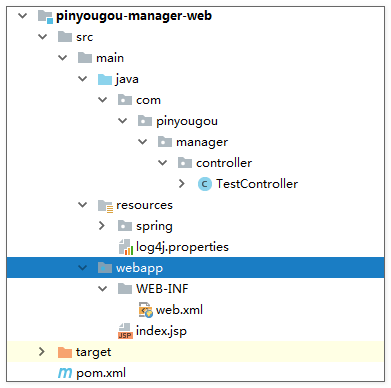 pinyougou-manager-web
src
main
java
com
pinyougou
manager
controller
C TestController
resources
spring
log4j.properties
webapp
WEB-INF
web.xml
JSP index.jsp
target
m pom.xml